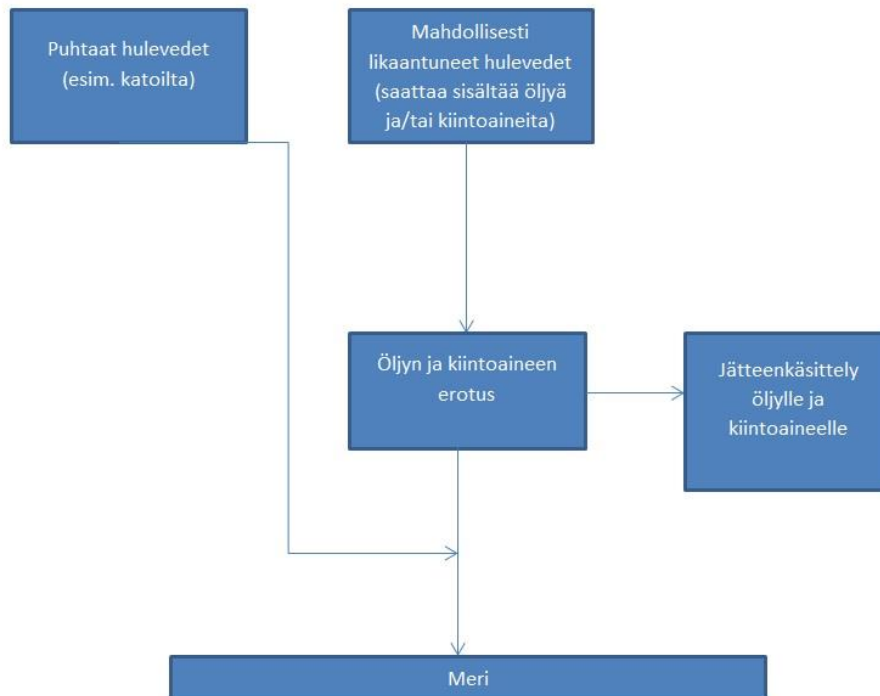 Puhtaat hulevedet
(esim. katoilta)
Mahdollisesti
likaantuneet hulevedet
(saattaa sisältää öljyä
ja/tai kiintoaineita)
Öljyn ja kiintoaineen
erotus
Jätteenkäsittely
öljylle ja
kiintoaineelle
Meri